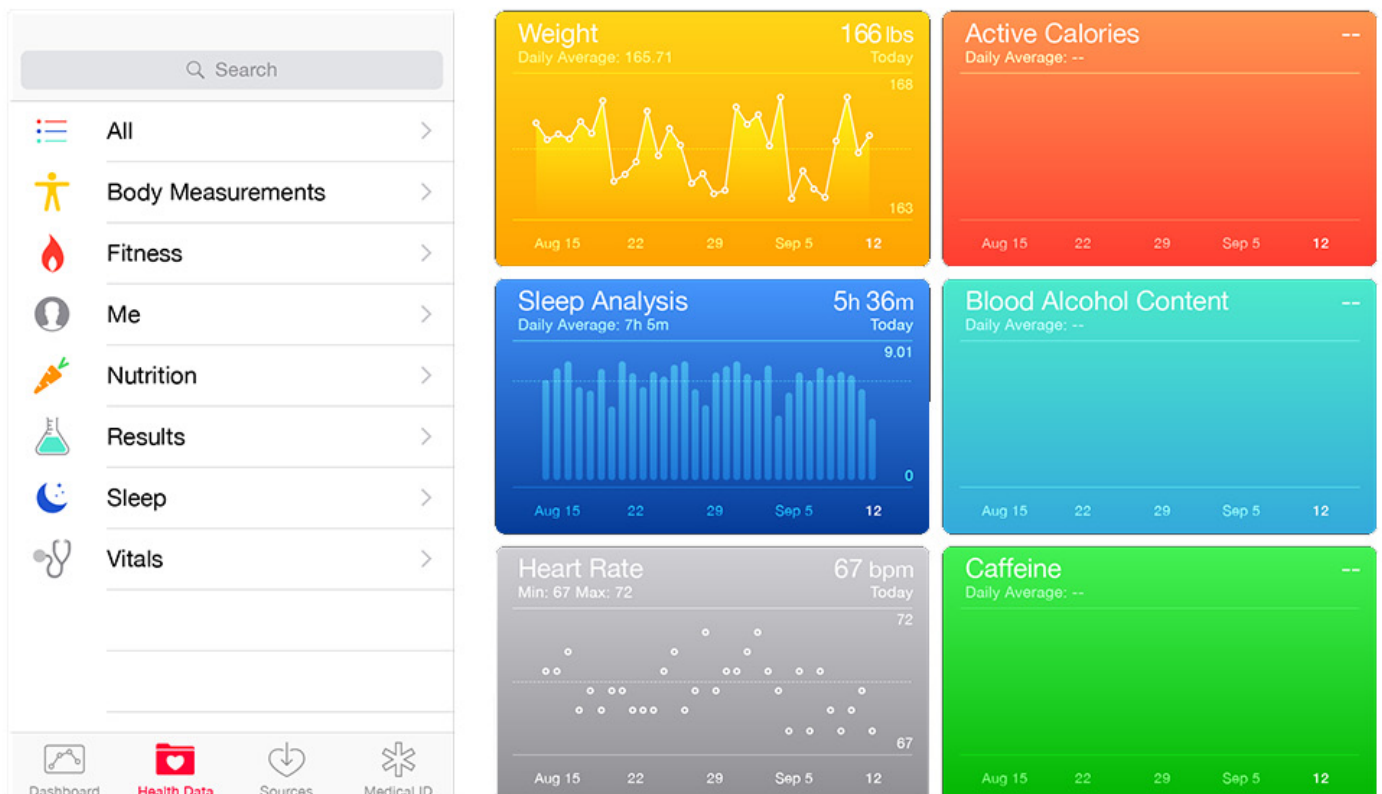 Search
All
Body Measurements
Fitness
Me
Nutrition
Results
Sleep
Vitals
Dashboard
Health Data
Sources
Medical ID
Weight 166 lbs
Daily Average: 165.71 Today
168
163
Aug 15 22 29 Sep 5 12
Active Calories --
Daily Average: --
Aug 15 22 29 Sep 5 12
Sleep Analysis 5h 36m
Daily Average: 7h 5m Today
9.01
0
Aug 15 22 29 Sep 5 12
Blood Alcohol Content --
Daily Average: --
Aug 15 22 29 Sep 5 12
Heart Rate 67 bpm
Min: 67 Max: 72 Today
72
67
Aug 15 22 29 Sep 5 12
Caffeine --
Daily Average: --
Aug 15 22 29 Sep 5 12